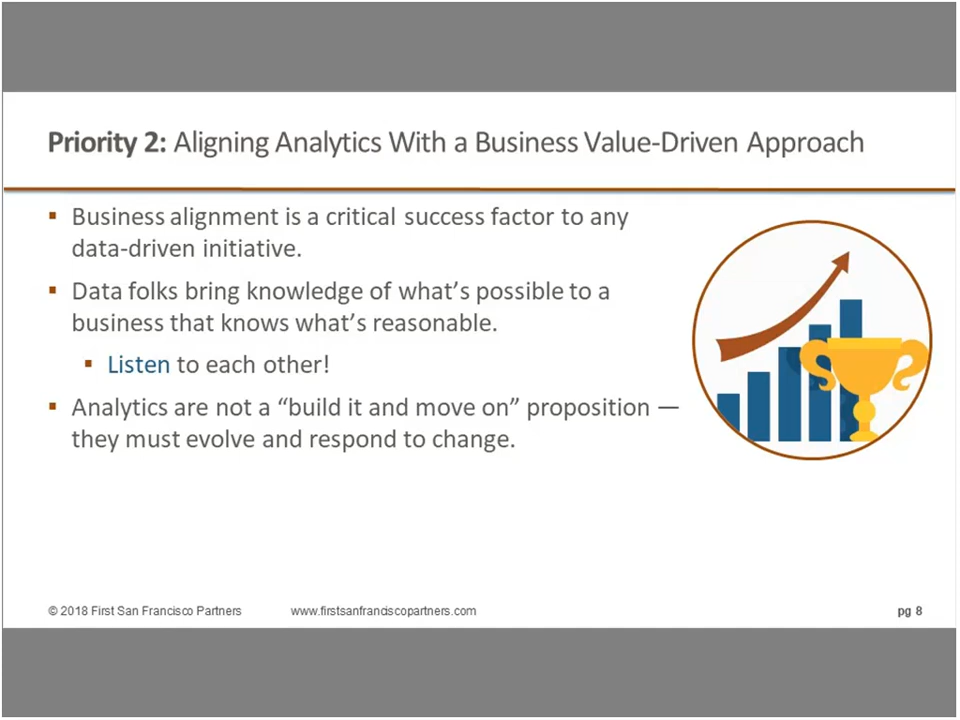 Priority 2: Aligning Analytics With a Business Value-Driven Approach
▪ Business alignment is a critical success factor to any
data-driven initiative.
▪ Data folks bring knowledge of what’s possible to a
business that knows what’s reasonable.
▪ Listen to each other!
▪ Analytics are not a “build it and move on” proposition —
they must evolve and respond to change.
© 2018 First San Francisco Partners www.firstsanfranciscopartners.com pg 8